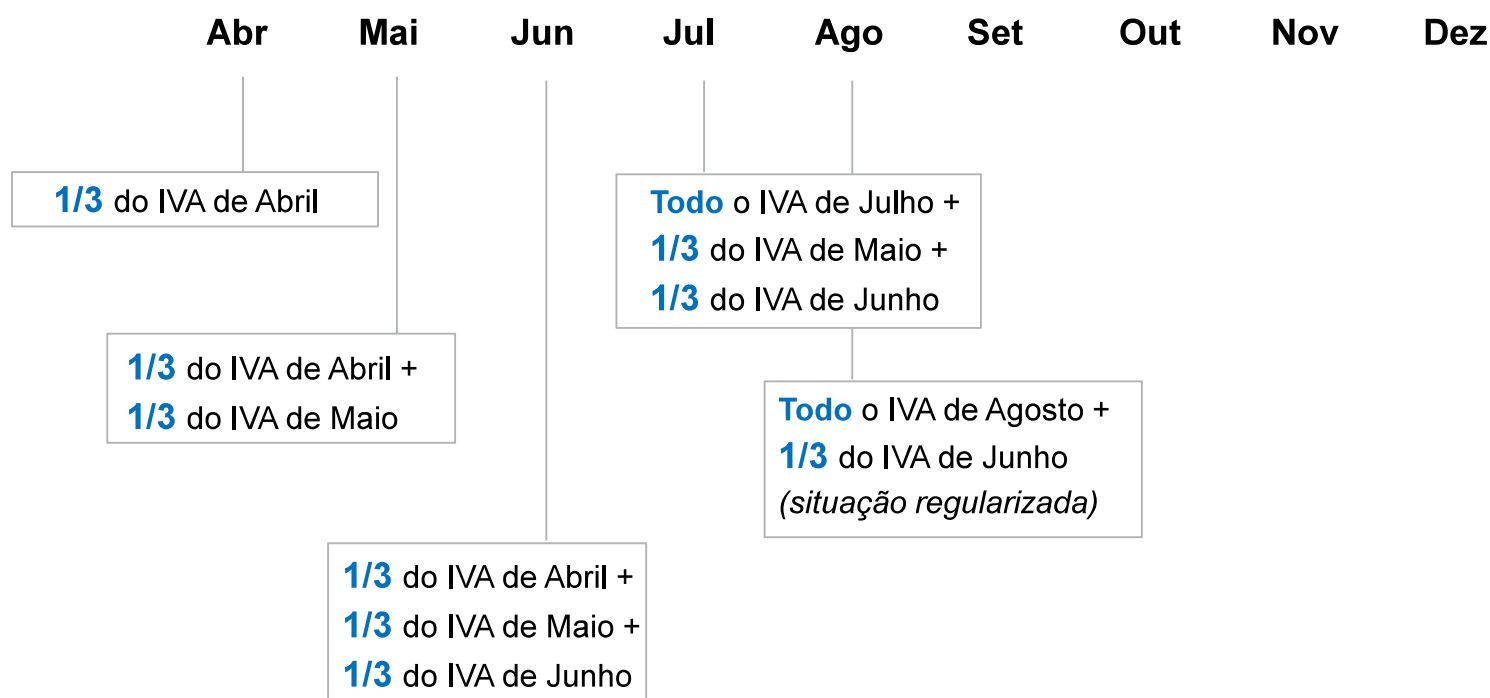 Abr Mai Jun Jul Ago Set Out Nov Dez
1/3 do IVA de Abril
1/3 do IVA de Abril +
1/3 do IVA de Maio
1/3 do IVA de Abril +
1/3 do IVA de Maio +
1/3 do IVA de Junho
Todo o IVA de Julho +
1/3 do IVA de Maio +
1/3 do IVA de Junho
Todo o IVA de Agosto +
1/3 do IVA de Junho
(situação regularizada)